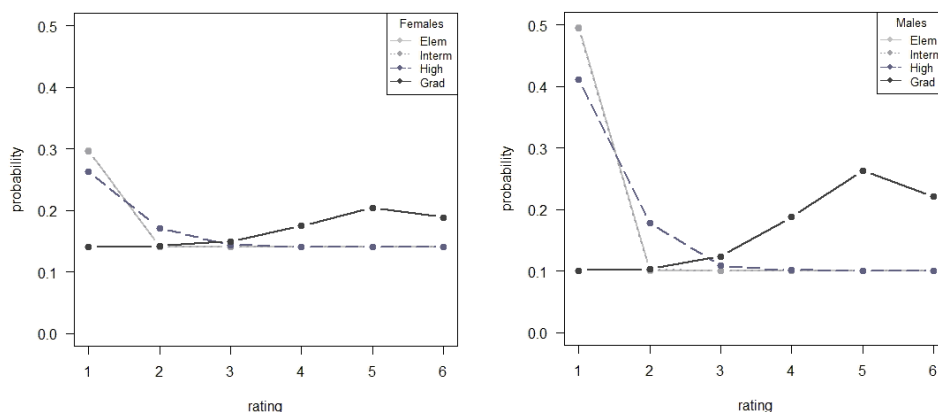 Females
Elem
Interm
High
Grad
0.5
0.4
0.3
0.2
0.1
0.0
probability
1 2 3 4 5 6
rating
Males
Elem
Interm
High
Grad
0.5
0.4
0.3
0.2
0.1
0.0
probability
1 2 3 4 5 6
rating